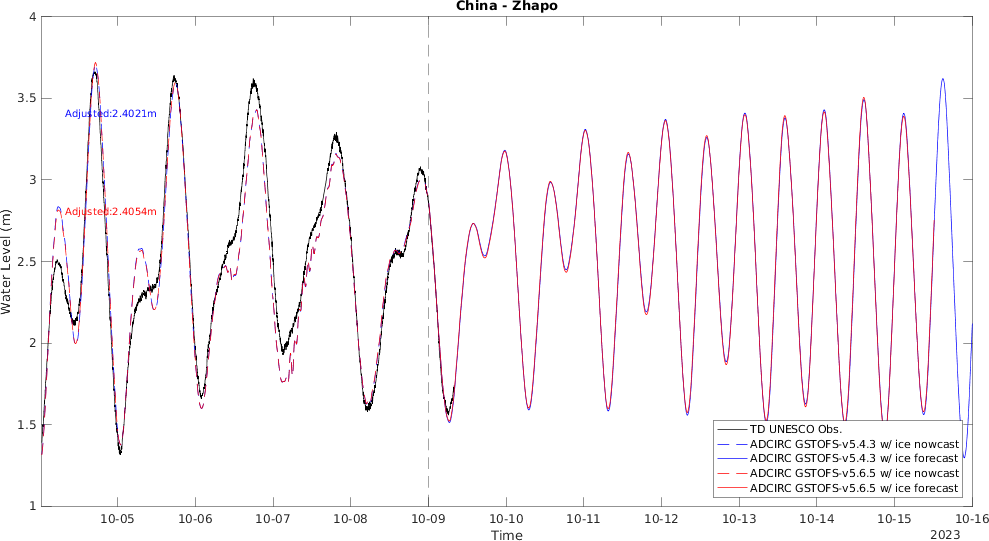 China - Zhapo
Water Level (m)
4
3.5
3
2.5
2
1.5
1
Adjusted:2.4021m
Adjusted:2.4054m
TD UNESCO Obs.
ADCIRC GSTOFS-v5.4.3 w/ ice nowcast
ADCIRC GSTOFS-v5.4.3 w/ ice forecast
ADCIRC GSTOFS-v5.6.5 w/ ice nowcast
ADCIRC GSTOFS-v5.6.5 w/ ice forecast
10-05 10-06 10-07 10-08 10-09 10-10 10-11 10-12 10-13 10-14 10-15 10-16
Time
2023